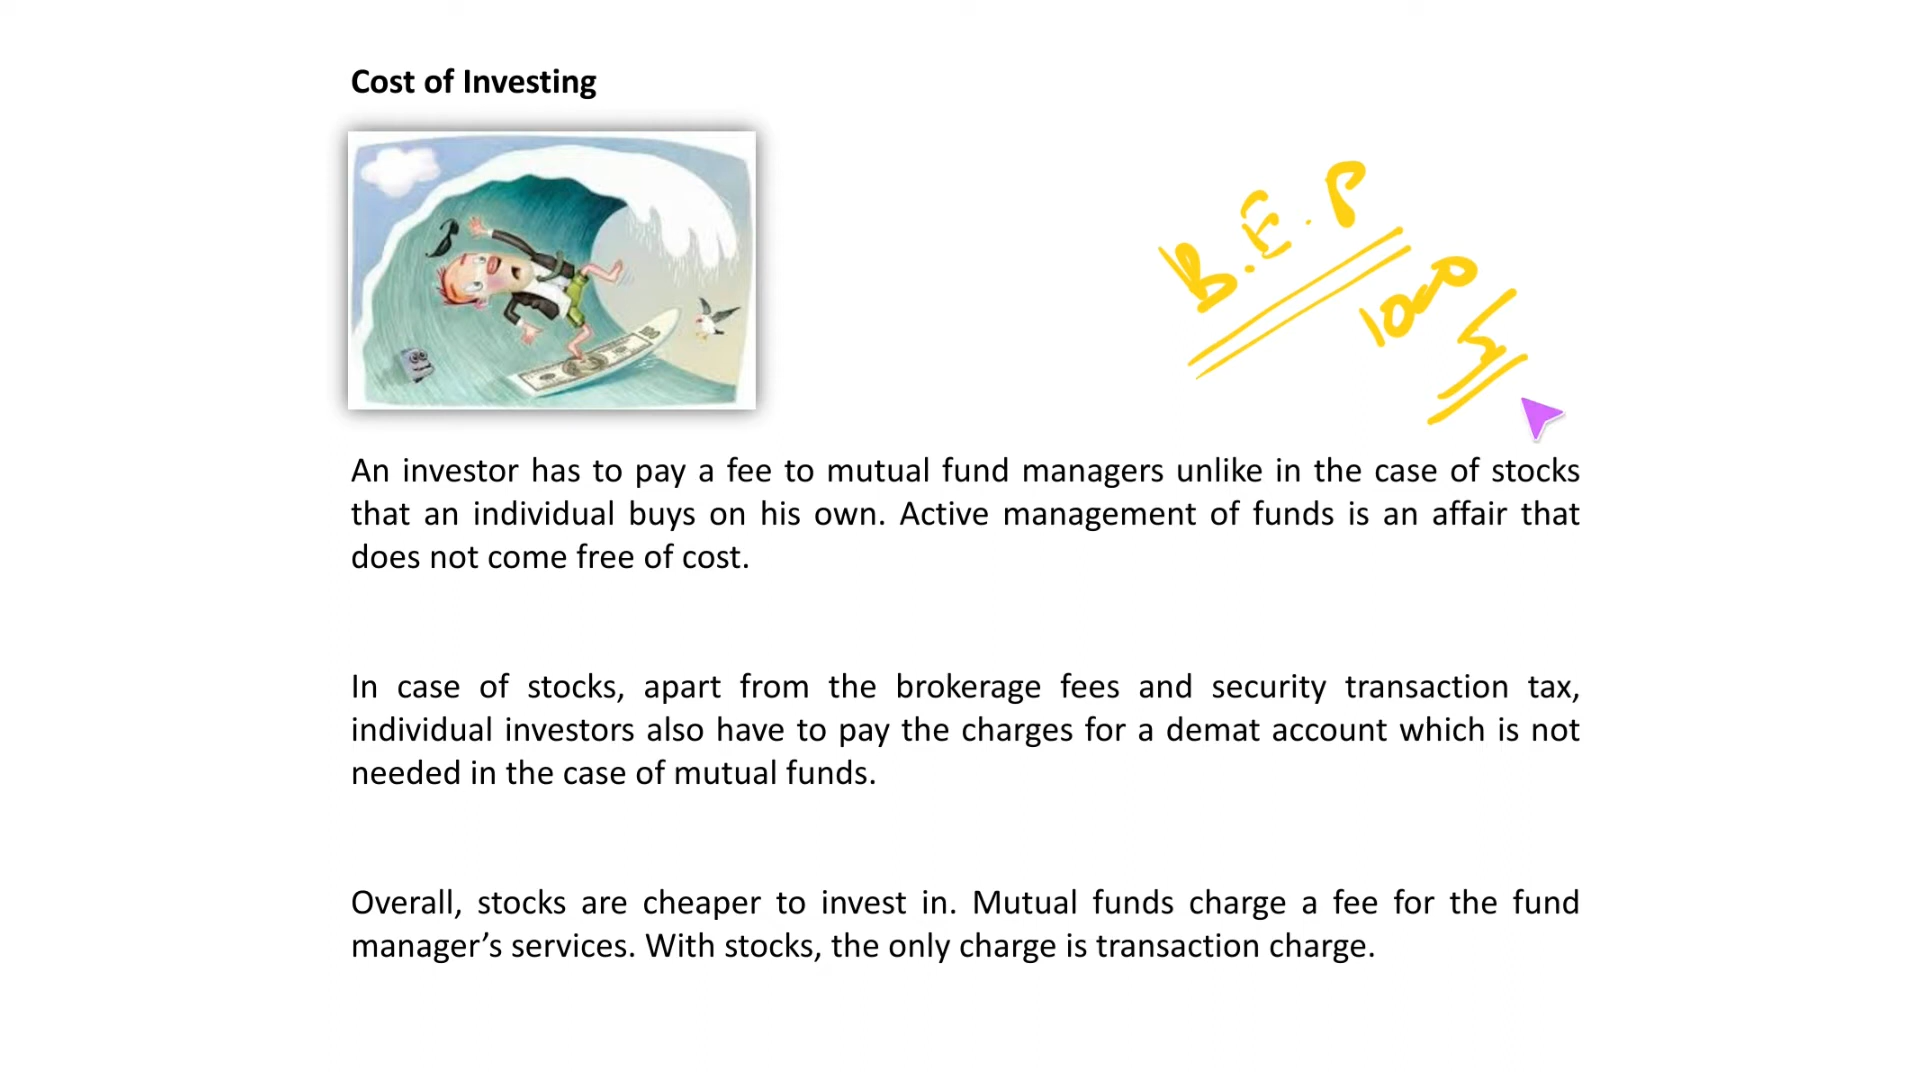 Cost of Investing
B.E.P
1000
An investor has to pay a fee to mutual fund managers unlike in the case of stocks
that an individual buys on his own. Active management of funds is an affair that
does not come free of cost.
In case of stocks, apart from the brokerage fees and security transaction tax,
individual investors also have to pay the charges for a demat account which is not
needed in the case of mutual funds.
Overall, stocks are cheaper to invest in. Mutual funds charge a fee for the fund
manager’s services. With stocks, the only charge is transaction charge.